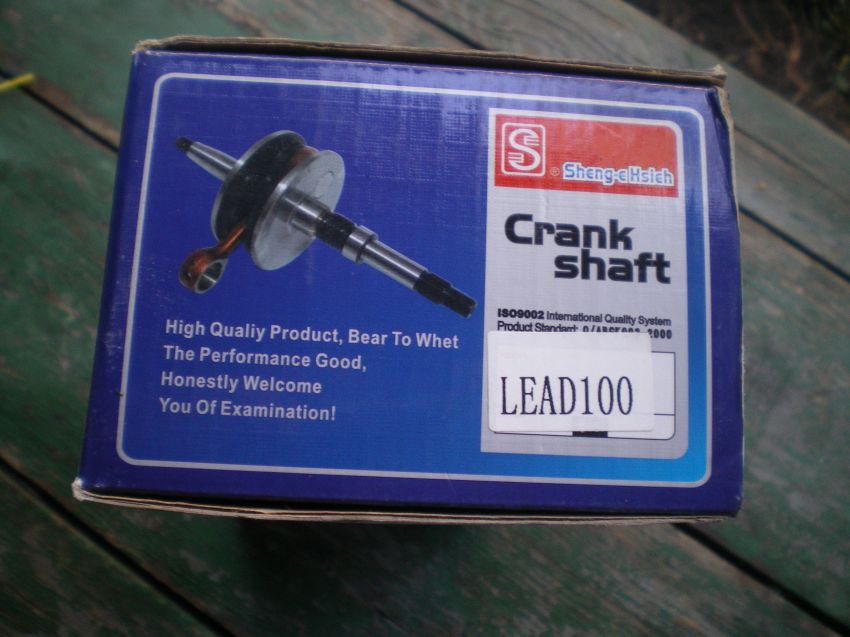 S
® Sheng-e Hsieh
Crank
shaft
ISO9002 International Quality System
Product Standard: 2000
LEAD100
High Qualiy Product, Bear To Whet
The Performance Good,
Honestly Welcome
You Of Examination!